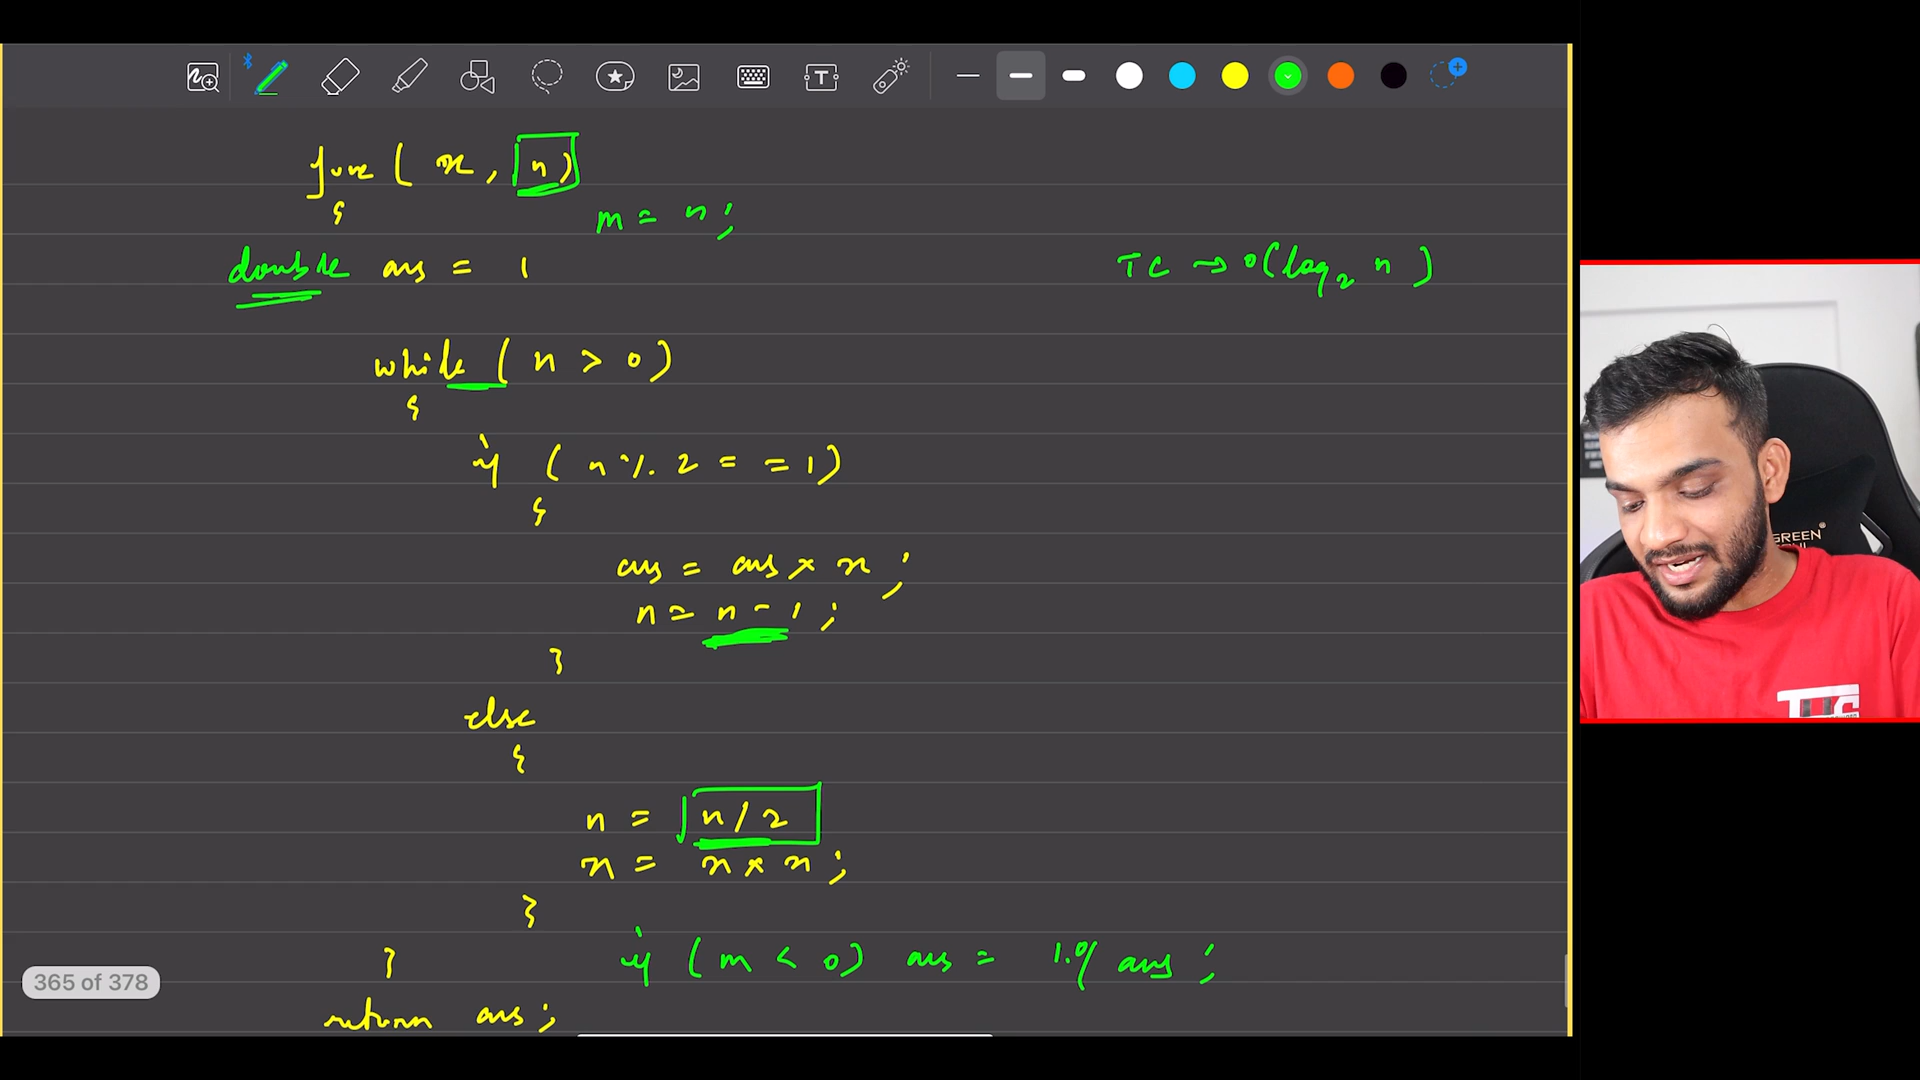 func ( x, n )
{
m = n ;
double ans = 1
TC → O(log₂ n )
while ( n > 0 )
{
if ( n % 2 = = 1 )
{
ans = ans × x ;
n = n - 1 ;
}
else
{
n = n / 2
x = x × x ;
}
}
if ( m < 0 ) ans = 1.0/ ans ;
return ans ;
365 of 378
T
GREEN